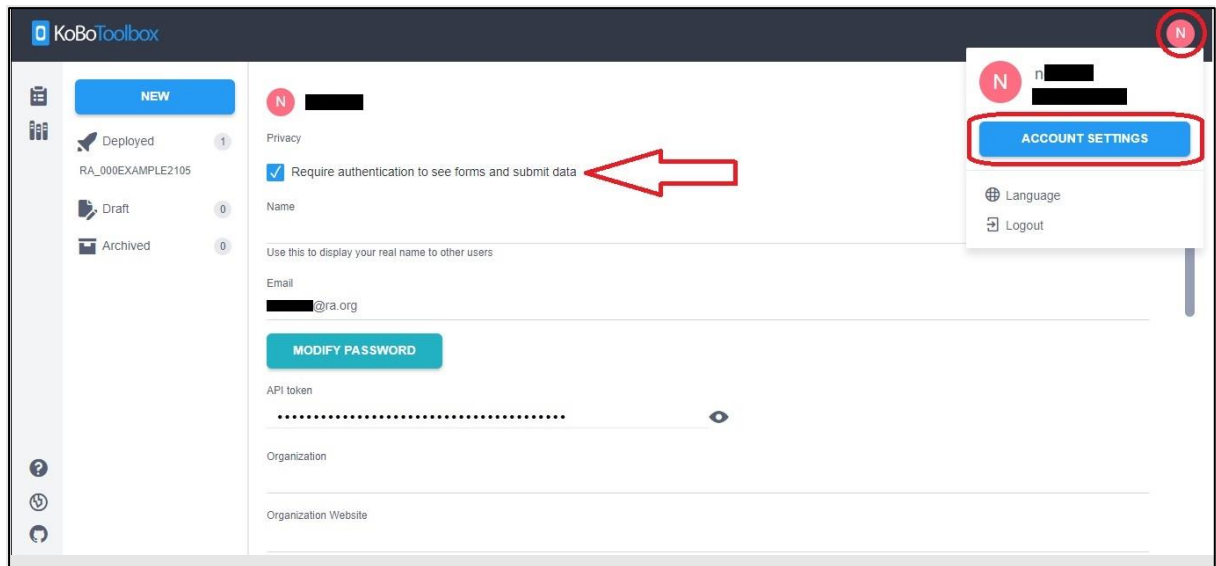 KoBoToolbox
N
N
n
ACCOUNT SETTINGS
Language
Logout
NEW
Deployed 1
RA_000EXAMPLE2105
Draft 0
Archived 0
N
Privacy
Require authentication to see forms and submit data
Name
Use this to display your real name to other users
Email
@ra.org
MODIFY PASSWORD
API token
Organization
Organization Website